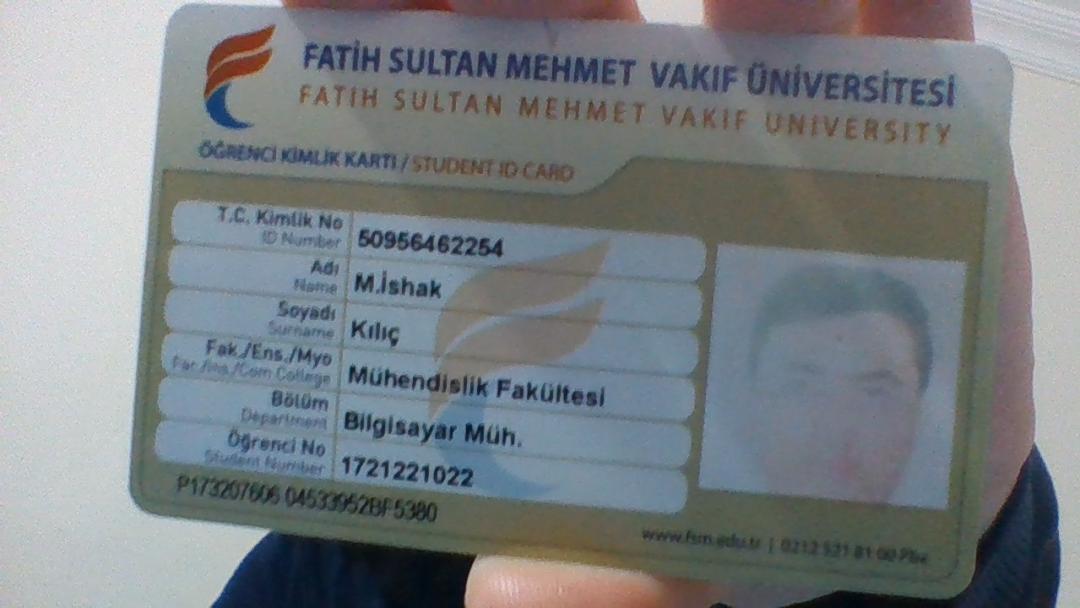 FATİH SULTAN MEHMET VAKIF ÜNİVERSİTESİ
FATIH SULTAN MEHMET VAKIF UNIVERSITY
ÖĞRENCİ KİMLİK KARTI / STUDENT ID CARD
T.C. Kimlik No
ID Number
50956462254
Adı
Name
M.İshak
Soyadı
Surname
Kılıç
Fak./Ens./Myo
Fac./Ins./Com.College
Mühendislik Fakültesi
Bölüm
Department
Bilgisayar Müh.
Öğrenci No
Student Number
1721221022
P173207606 04533952BF5380
www.fsm.edu.tr | 0212 521 81 00 Pbx